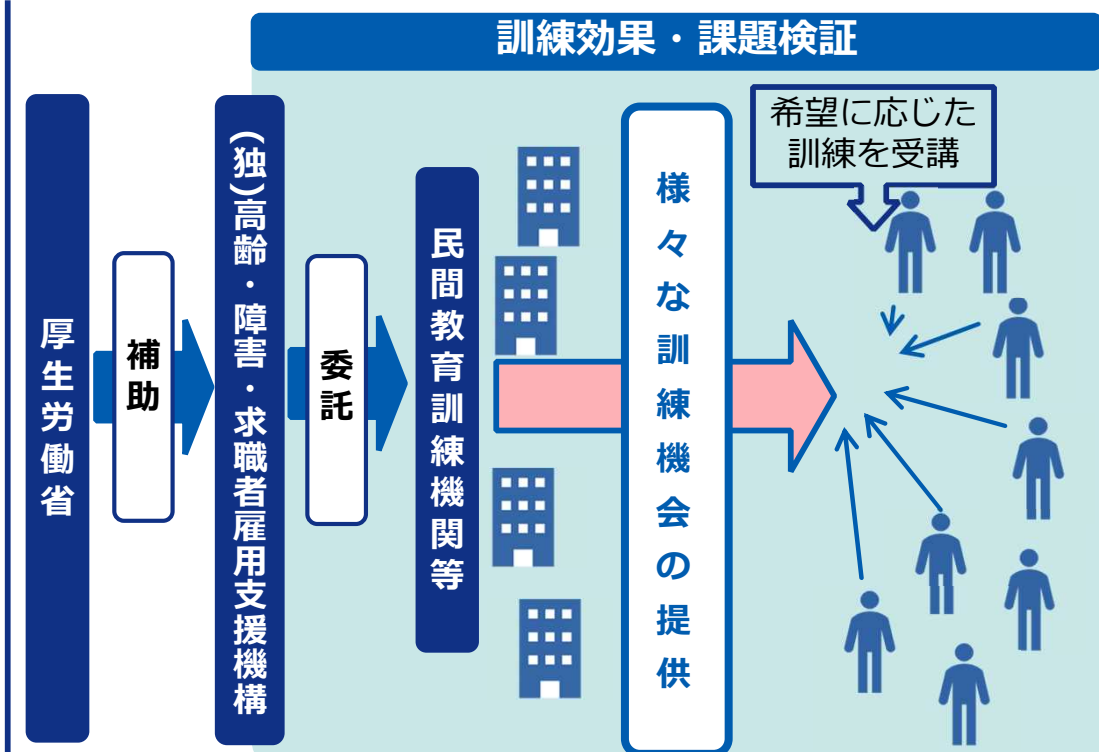 訓練効果・課題検証
厚生労働省
補助
(独)高齢・障害・求職者雇用支援機構
委託
民間教育訓練機関等
様々な訓練機会の提供
希望に応じた
訓練を受講